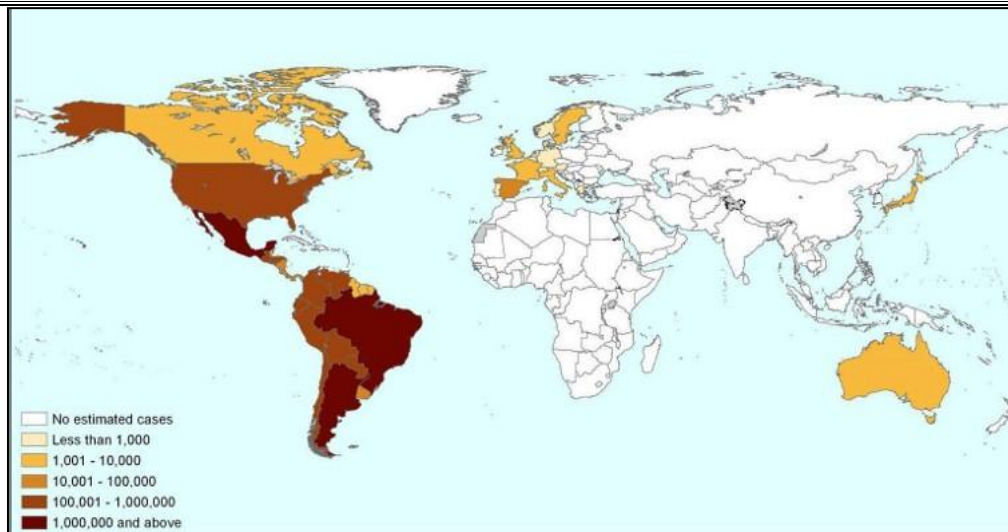 No estimated cases
Less than 1,000
1,001 - 10,000
10,001 - 100,000
100,001 - 1,000,000
1,000,000 and above